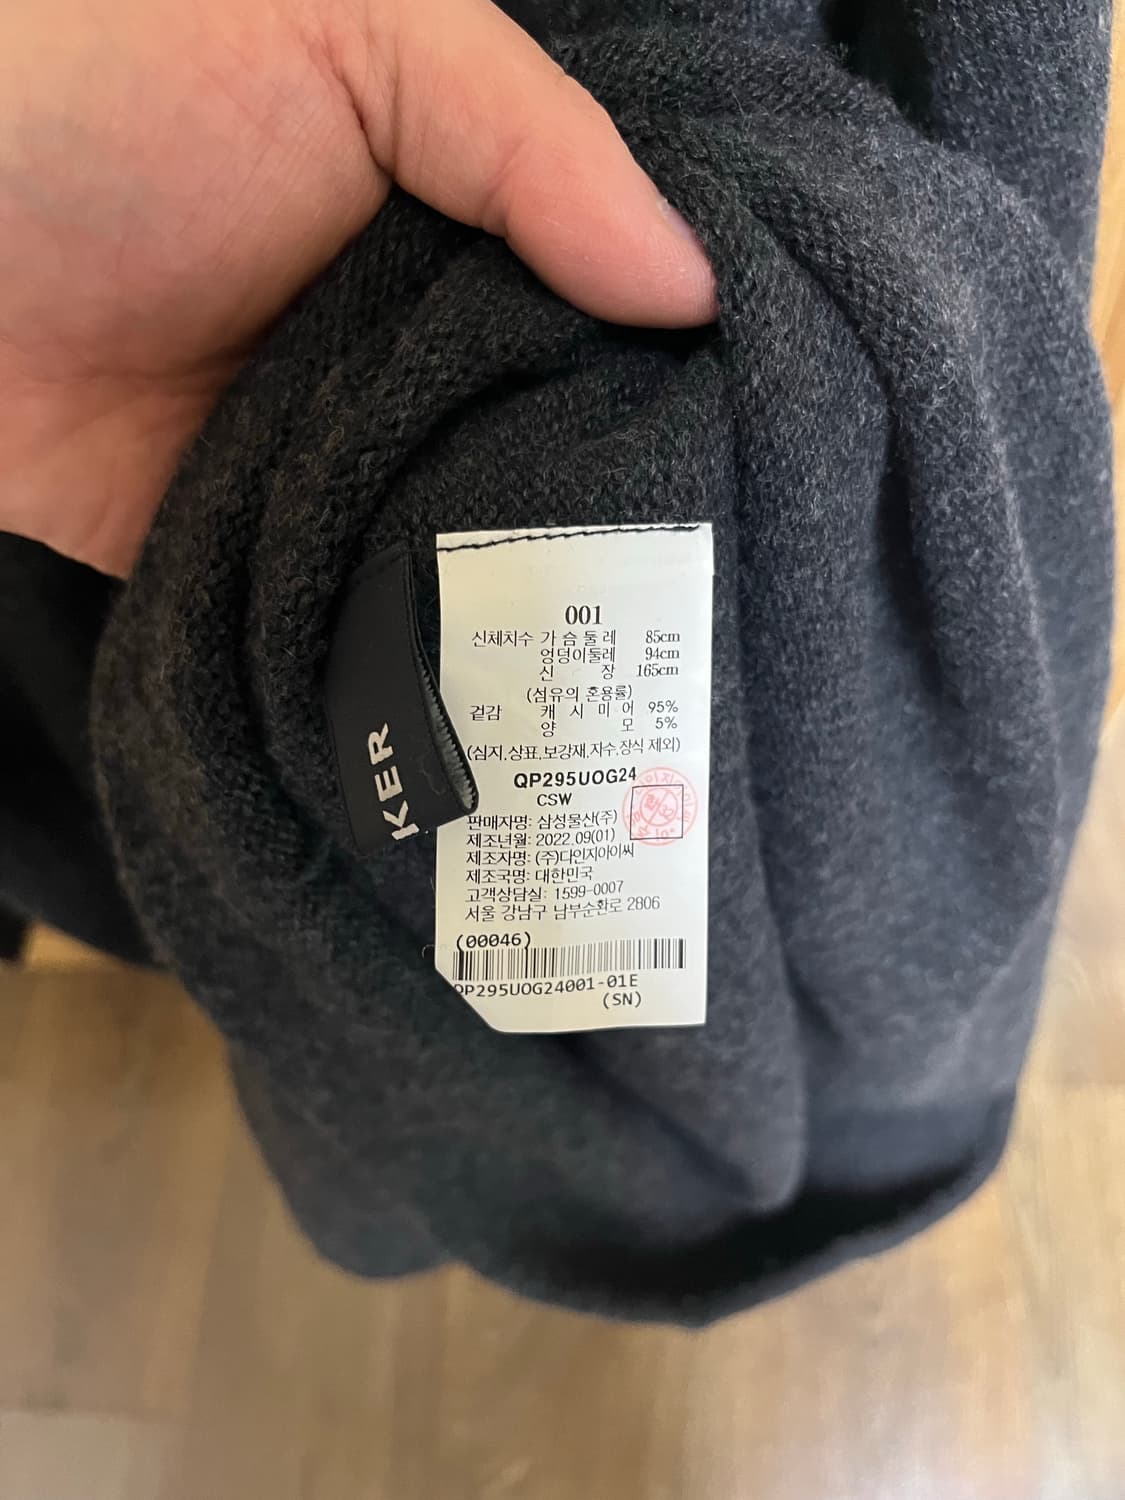 001
신체치수 가 슴 둘 레 85cm
엉덩이둘레 94cm
신 장 165cm
(섬유의 혼용률)
겉감 캐 시 미 어 95%
양 모 5%
(심지,상표,보강재,자수,장식 제외)
QP295UOG24
CSW
판매자명: 삼성물산(주)
제조년월: 2022.09(01)
제조자명: (주)다인지아이씨
제조국명: 대한민국
고객상담실: 1599-0007
서울 강남구 남부순환로 2806
(00046)
QP295UOG24001-01E
(SN)
KER